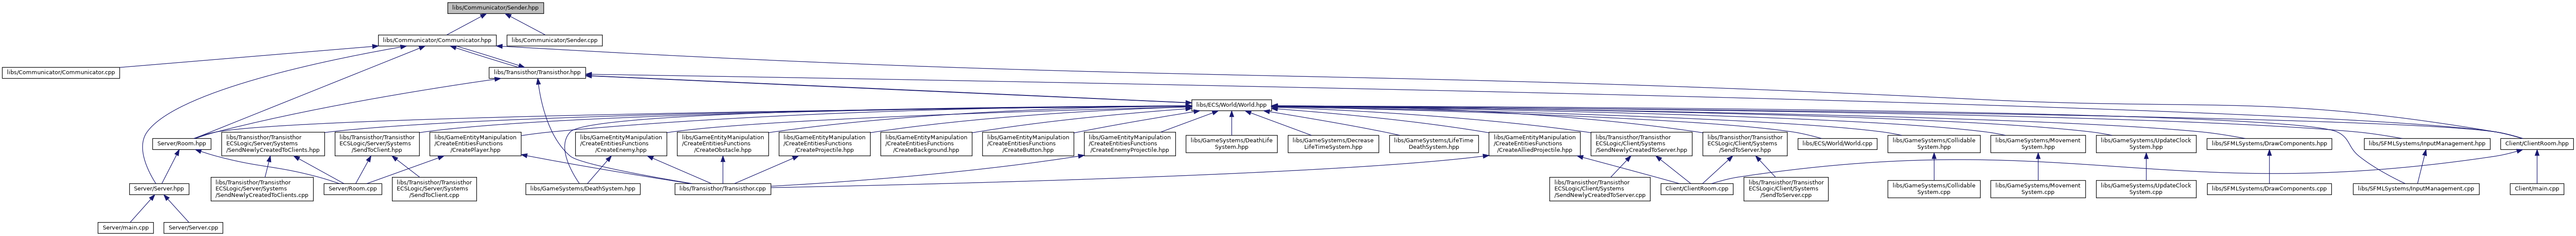 libs/Communicator/Sender.hpp
libs/Communicator/Communicator.hpp
libs/Communicator/Sender.cpp
libs/Communicator/Communicator.cpp
libs/Transisthor/Transisthor.hpp
libs/ECS/World/World.hpp
Server/Room.hpp
libs/Transisthor/Transisthor
ECSLogic/Server/Systems
/SendNewlyCreatedToClients.hpp
libs/Transisthor/Transisthor
ECSLogic/Server/Systems
/SendToClient.hpp
libs/GameEntityManipulation
/CreateEntitiesFunctions
/CreatePlayer.hpp
libs/GameEntityManipulation
/CreateEntitiesFunctions
/CreateEnemy.hpp
libs/GameEntityManipulation
/CreateEntitiesFunctions
/CreateObstacle.hpp
libs/GameEntityManipulation
/CreateEntitiesFunctions
/CreateProjectile.hpp
libs/GameEntityManipulation
/CreateEntitiesFunctions
/CreateBackground.hpp
libs/GameEntityManipulation
/CreateEntitiesFunctions
/CreateButton.hpp
libs/GameEntityManipulation
/CreateEntitiesFunctions
/CreateEnemyProjectile.hpp
libs/GameSystems/DeathLife
System.hpp
libs/GameSystems/Decrease
LifeTimeSystem.hpp
libs/GameSystems/LifeTime
DeathSystem.hpp
libs/GameEntityManipulation
/CreateEntitiesFunctions
/CreateAlliedProjectile.hpp
libs/Transisthor/Transisthor
ECSLogic/Client/Systems
/SendNewlyCreatedToServer.hpp
libs/Transisthor/Transisthor
ECSLogic/Client/Systems
/SendToServer.hpp
libs/ECS/World/World.cpp
libs/GameSystems/Collidable
System.hpp
libs/GameSystems/Movement
System.hpp
libs/GameSystems/UpdateClock
System.hpp
libs/SFMLSystems/DrawComponents.hpp
libs/SFMLSystems/InputManagement.hpp
Client/ClientRoom.hpp
Server/Server.hpp
libs/Transisthor/Transisthor
ECSLogic/Server/Systems
/SendNewlyCreatedToClients.cpp
Server/Room.cpp
libs/Transisthor/Transisthor
ECSLogic/Server/Systems
/SendToClient.cpp
libs/GameSystems/DeathSystem.hpp
libs/Transisthor/Transisthor.cpp
libs/Transisthor/Transisthor
ECSLogic/Client/Systems
/SendNewlyCreatedToServer.cpp
Client/ClientRoom.cpp
libs/Transisthor/Transisthor
ECSLogic/Client/Systems
/SendToServer.cpp
libs/GameSystems/Collidable
System.cpp
libs/GameSystems/Movement
System.cpp
libs/GameSystems/UpdateClock
System.cpp
libs/SFMLSystems/DrawComponents.cpp
libs/SFMLSystems/InputManagement.cpp
Client/main.cpp
Server/main.cpp
Server/Server.cpp